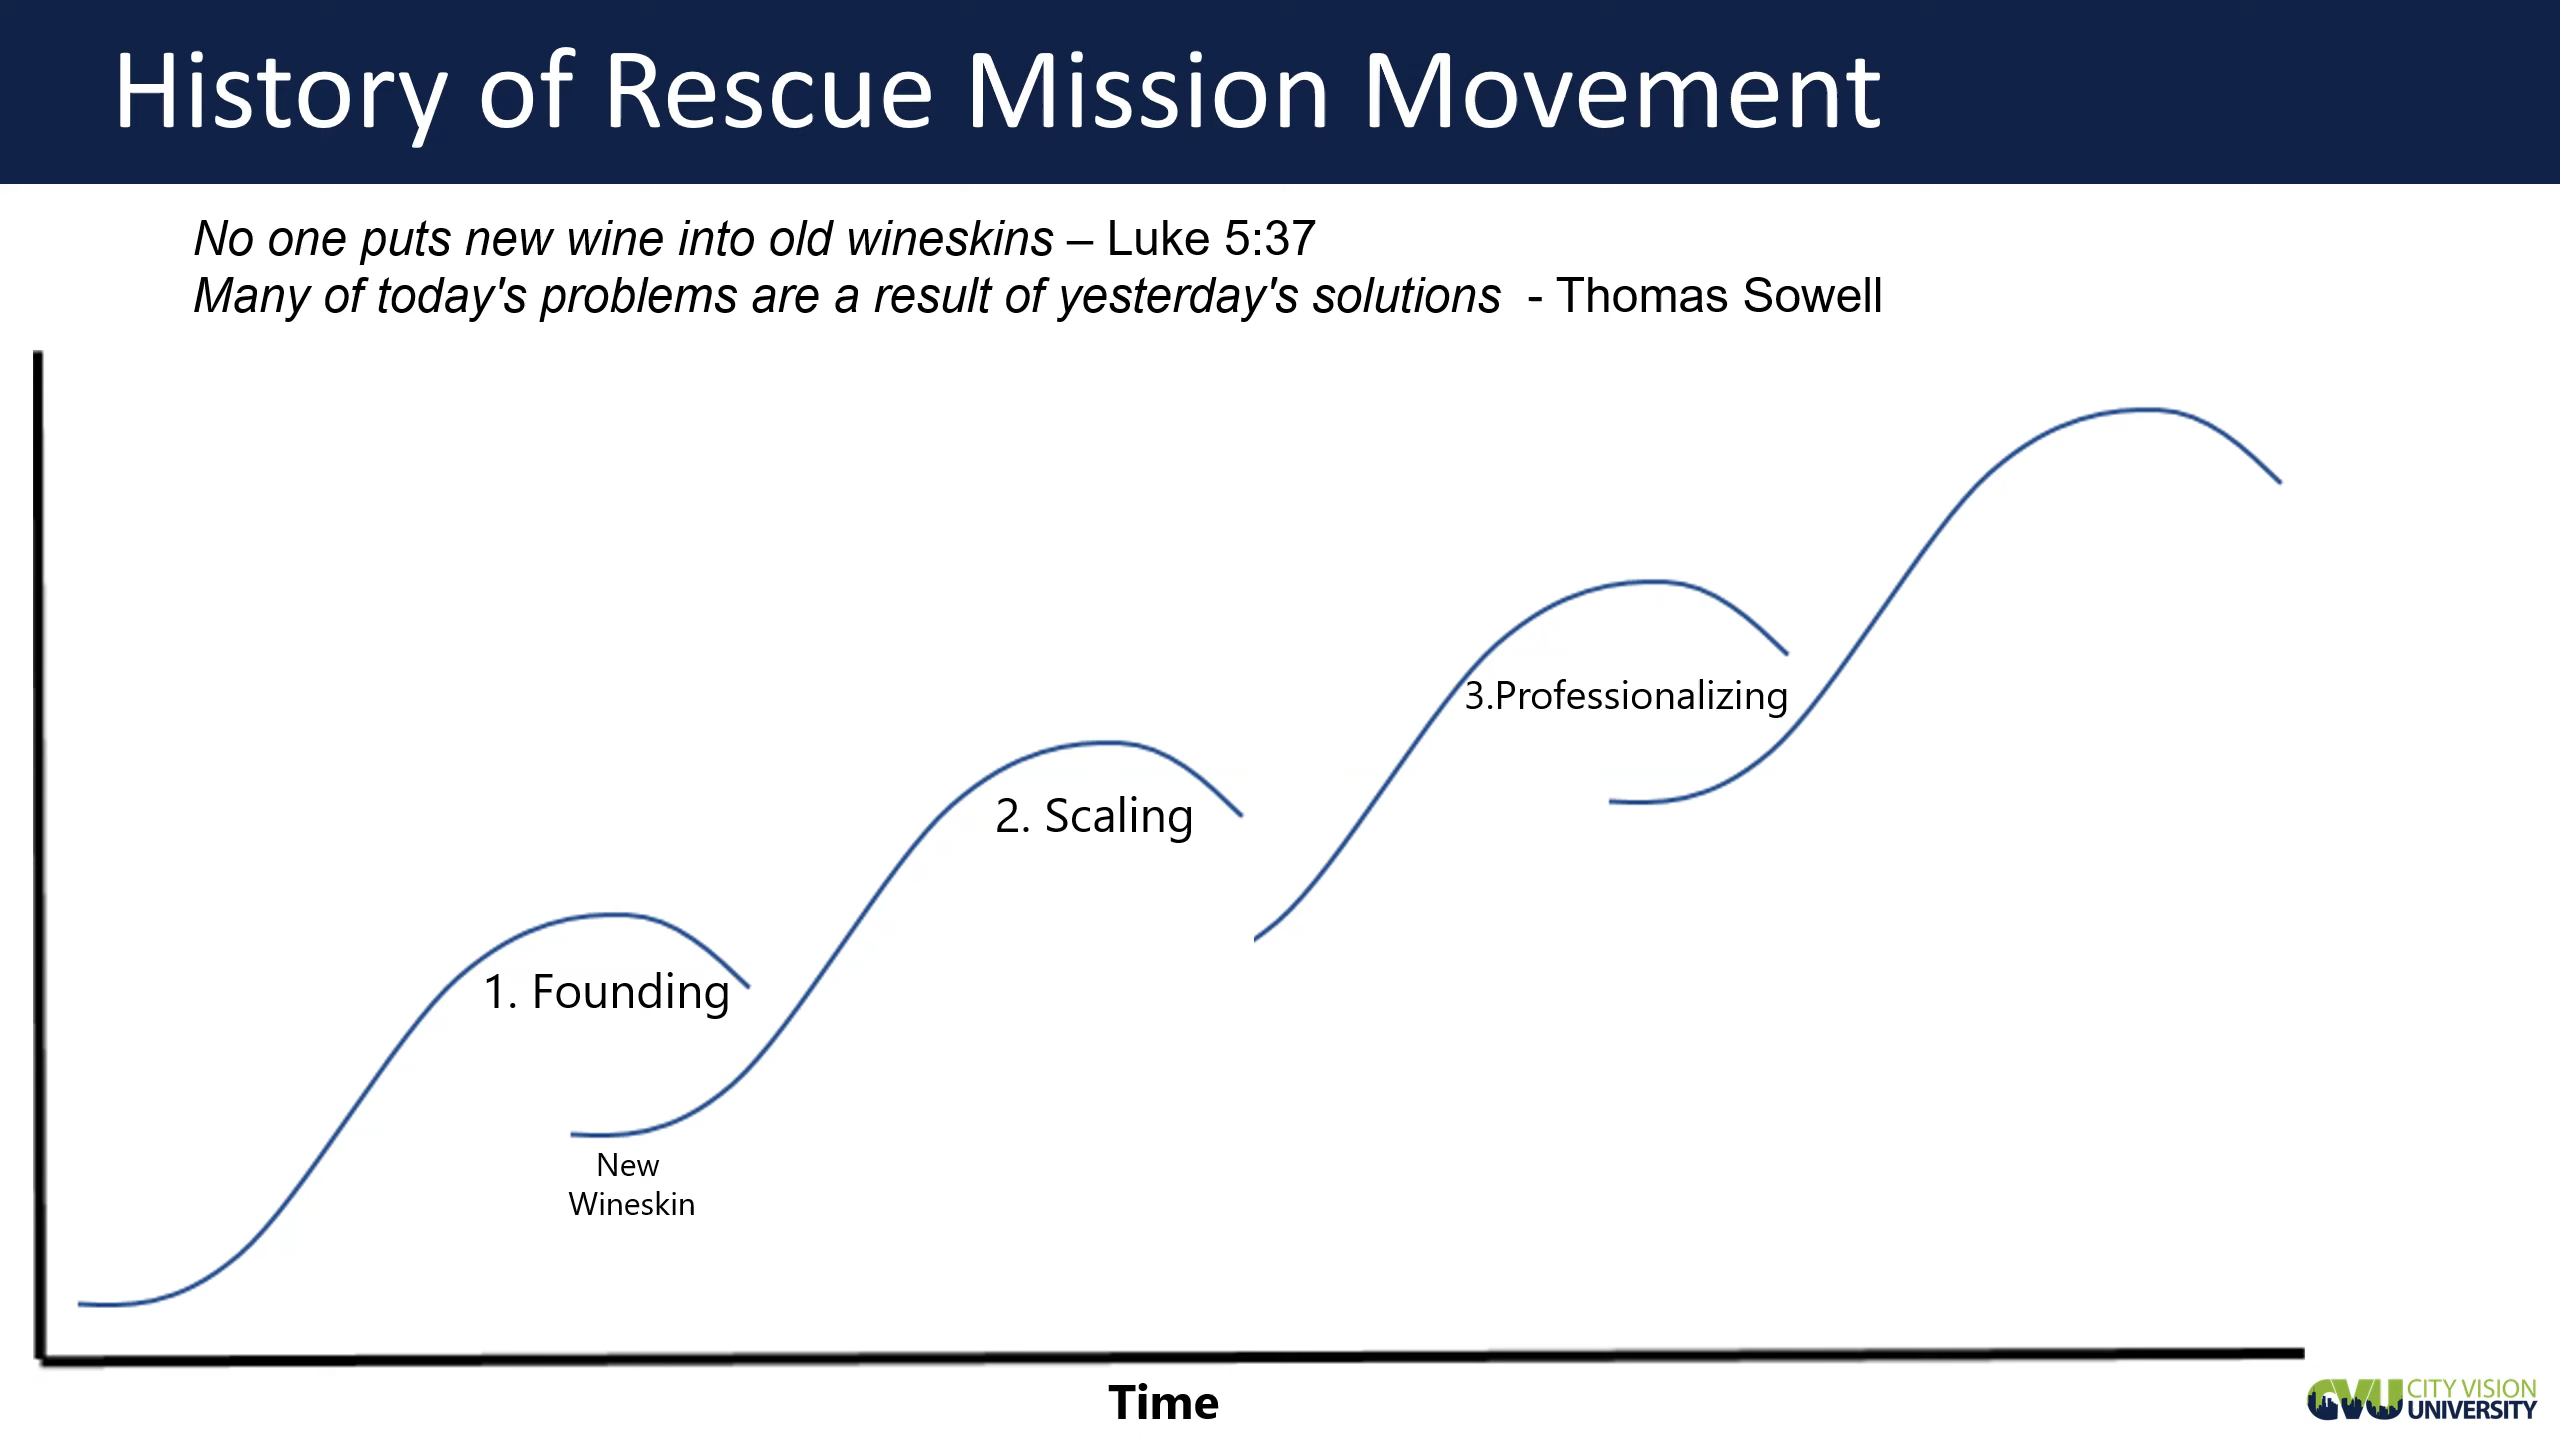 History of Rescue Mission Movement
No one puts new wine into old wineskins – Luke 5:37
Many of today's problems are a result of yesterday's solutions - Thomas Sowell
3.Professionalizing
2. Scaling
1. Founding
New
Wineskin
Time
CVU CITY VISION
UNIVERSITY